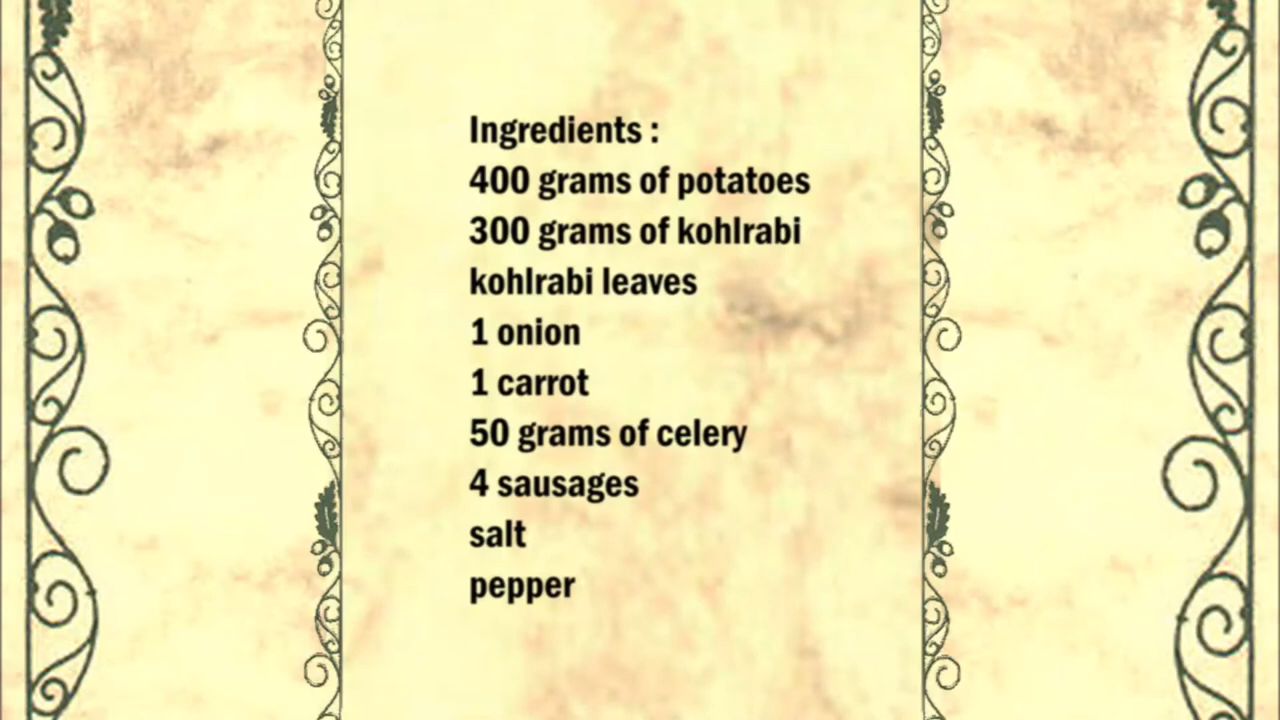 Ingredients :
400 grams of potatoes
300 grams of kohlrabi
kohlrabi leaves
1 onion
1 carrot
50 grams of celery
4 sausages
salt
pepper